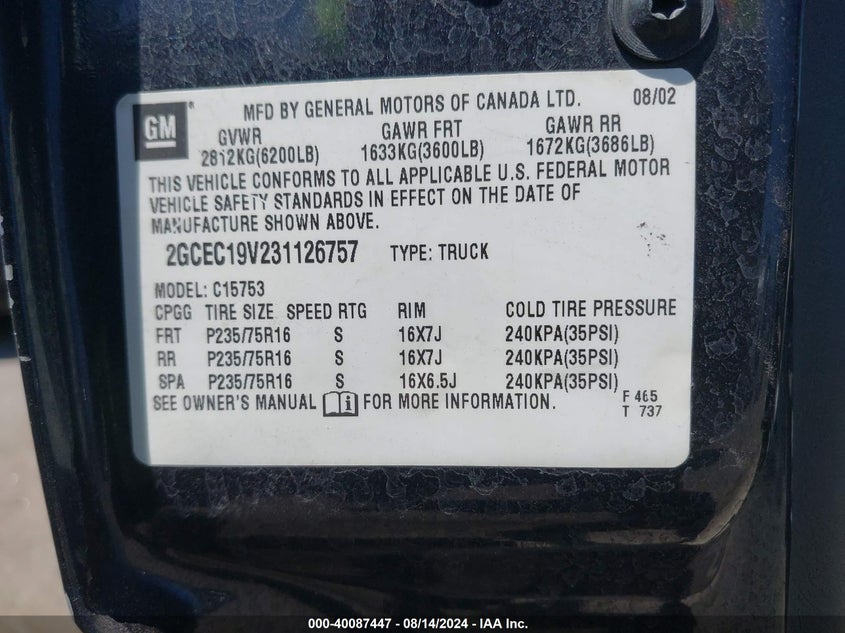 GM ®
MFD BY GENERAL MOTORS OF CANADA LTD. 08/02
GVWR GAWR FRT GAWR RR
2812KG(6200LB) 1633KG(3600LB) 1672KG(3686LB)
THIS VEHICLE CONFORMS TO ALL APPLICABLE U.S. FEDERAL MOTOR
VEHICLE SAFETY STANDARDS IN EFFECT ON THE DATE OF
MANUFACTURE SHOWN ABOVE.
2GCEC19V231126757 TYPE: TRUCK
MODEL: C15753
CPGG TIRE SIZE SPEED RTG RIM COLD TIRE PRESSURE
FRT P235/75R16 S 16X7J 240KPA(35PSI)
RR P235/75R16 S 16X7J 240KPA(35PSI)
SPA P235/75R16 S 16X6.5J 240KPA(35PSI)
SEE OWNER'S MANUAL FOR MORE INFORMATION.
F 465
T 737
000-40087447 - 08/14/2024 - IAA Inc.